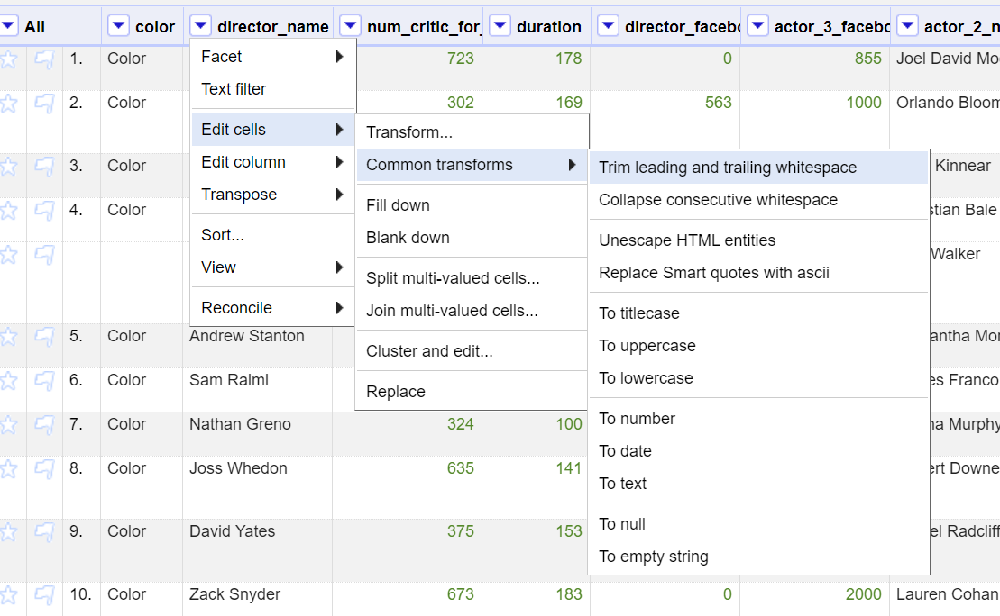 All color director_name num_critic_for_ duration director_facebo actor_3_facebo actor_2_n
1. Color 723 178 0 855 Joel David Mo
2. Color 302 169 563 1000 Orlando Bloom
3. Color Kinnear
4. Color stian Bale
Walker
5. Color Andrew Stanton antha Mor
6. Color Sam Raimi es Franco
7. Color Nathan Greno 324 100 na Murphy
8. Color Joss Whedon 635 141 ert Downe
9. Color David Yates 375 153 el Radcliff
10. Color Zack Snyder 673 183 0 2000 Lauren Cohan
Facet
Text filter
Edit cells
Edit column
Transpose
Sort...
View
Reconcile
Transform...
Common transforms
Fill down
Blank down
Split multi-valued cells...
Join multi-valued cells...
Cluster and edit...
Replace
Trim leading and trailing whitespace
Collapse consecutive whitespace
Unescape HTML entities
Replace Smart quotes with ascii
To titlecase
To uppercase
To lowercase
To number
To date
To text
To null
To empty string